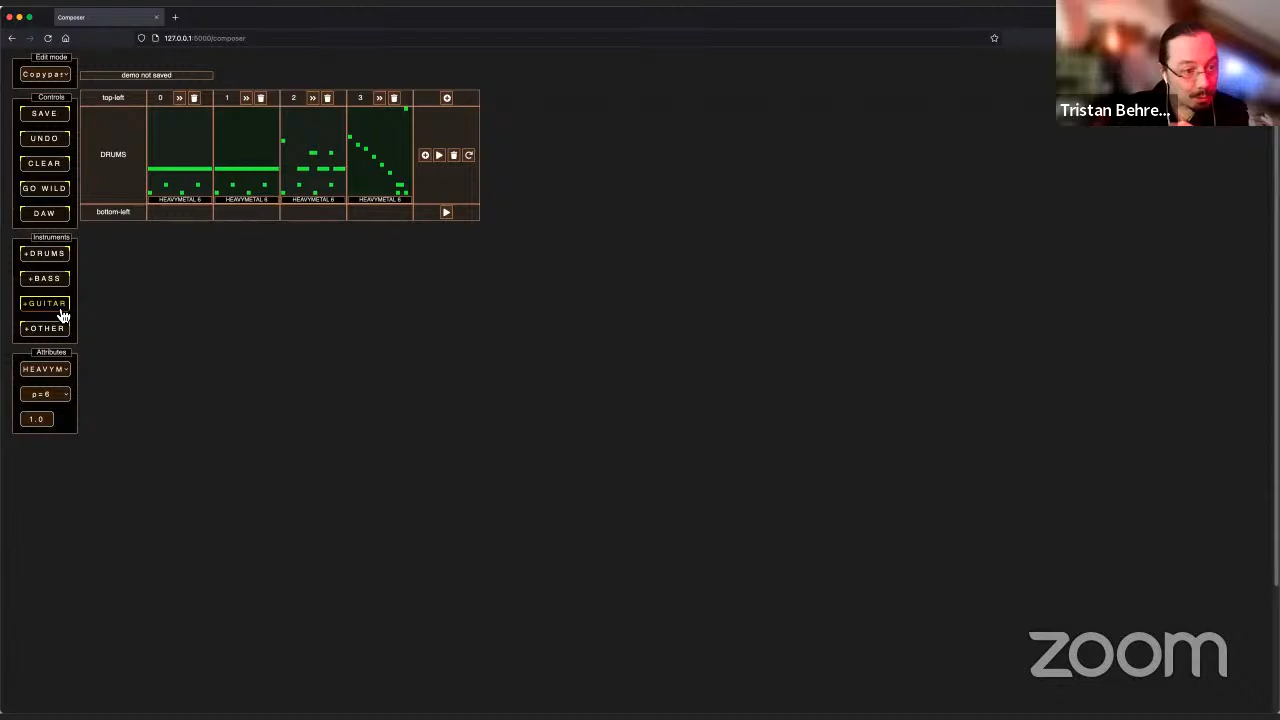 Composer
127.0.0.1:5000/composer
Edit mode
Copypar
demo not saved
Controls
top-left 0 1 2 3
SAVE
UNDO
DRUMS
CLEAR
GO WILD
HEAVYMETAL 6 HEAVYMETAL 6 HEAVYMETAL 6 HEAVYMETAL 6
DAW
bottom-left
Instruments
+DRUMS
+BASS
+GUITAR
+OTHER
Attributes
HEAVYM
p=6
1.0
Tristan Behre...
zoom